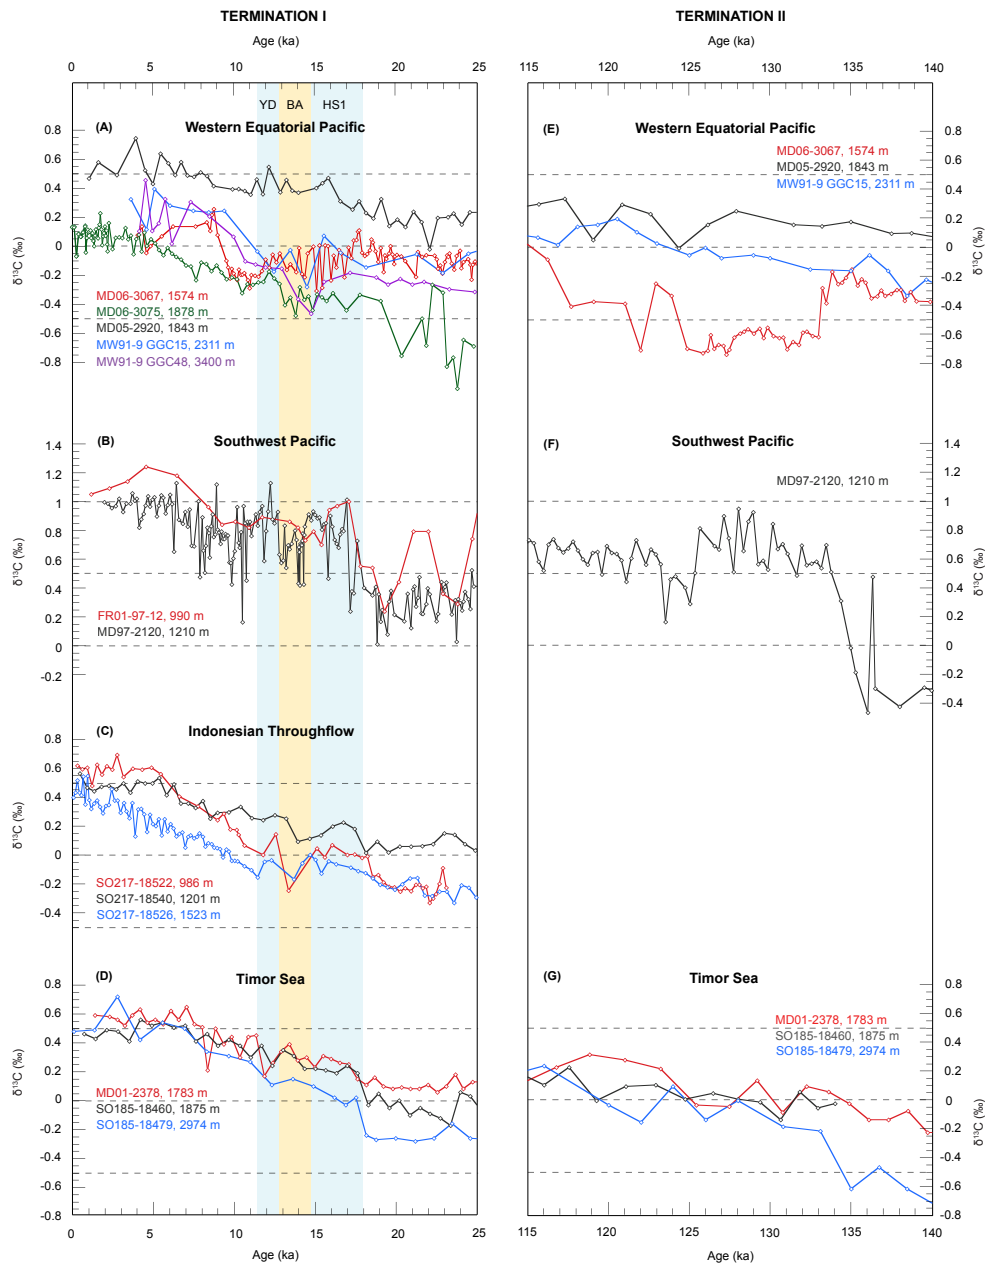 TERMINATION I
TERMINATION II
Age (ka)
Age (ka)
0 5 10 15 20 25
115 120 125 130 135 140
YD BA HS1
(A) Western Equatorial Pacific
0.8
0.6
0.4
0.2
0
-0.2
-0.4
-0.6
-0.8
δ¹³C (‰)
MD06-3067, 1574 m
MD06-3075, 1878 m
MD05-2920, 1843 m
MW91-9 GGC15, 2311 m
MW91-9 GGC48, 3400 m
(E) Western Equatorial Pacific
MD06-3067, 1574 m
MD05-2920, 1843 m
MW91-9 GGC15, 2311 m
0.8
0.6
0.4
0.2
0
-0.2
-0.4
-0.6
-0.8
δ¹³C (‰)
(B) Southwest Pacific
1.4
1.2
1
0.8
0.6
0.4
0.2
0
-0.2
δ¹³C (‰)
FR01-97-12, 990 m
MD97-2120, 1210 m
(F) Southwest Pacific
MD97-2120, 1210 m
1.4
1.2
1
0.8
0.6
0.4
0.2
0
-0.2
-0.4
δ¹³C (‰)
(C) Indonesian Throughflow
0.8
0.6
0.4
0.2
0
-0.2
-0.4
δ¹³C (‰)
SO217-18522, 986 m
SO217-18540, 1201 m
SO217-18526, 1523 m
(D) Timor Sea
0.8
0.6
0.4
0.2
0
-0.2
-0.4
-0.6
-0.8
δ¹³C (‰)
MD01-2378, 1783 m
SO185-18460, 1875 m
SO185-18479, 2974 m
(G) Timor Sea
MD01-2378, 1783 m
SO185-18460, 1875 m
SO185-18479, 2974 m
0.8
0.6
0.4
0.2
0
-0.2
-0.4
-0.6
-0.8
δ¹³C (‰)
0 5 10 15 20 25
115 120 125 130 135 140
Age (ka)
Age (ka)